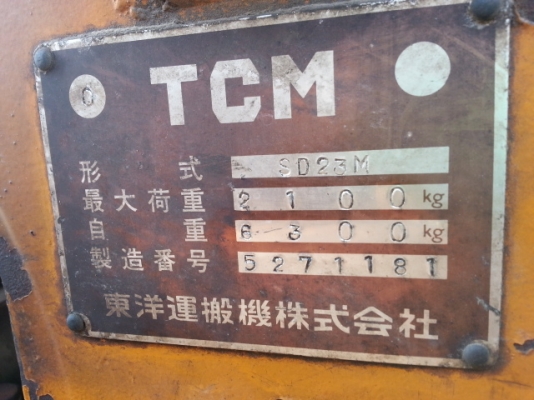 0 TCM
形式 SD23M
最大荷重 2100 kg
自重 6300 kg
製造番号 5271181
東洋運搬機株式会社